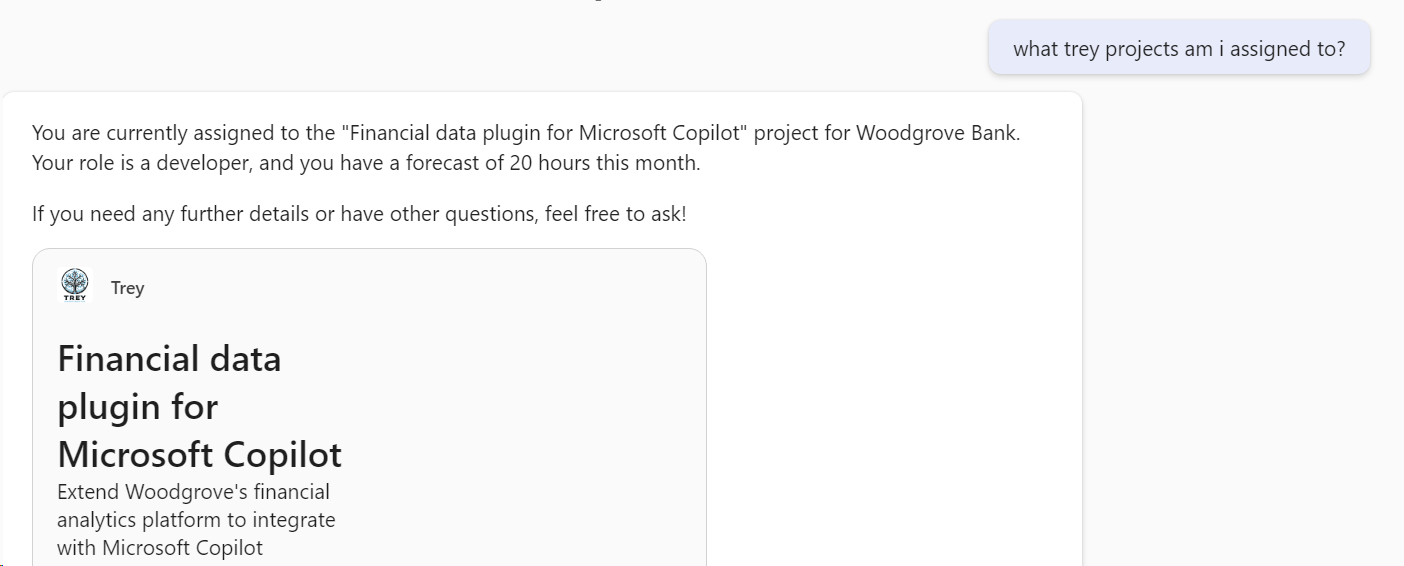 what trey projects am i assigned to?
You are currently assigned to the "Financial data plugin for Microsoft Copilot" project for Woodgrove Bank.
Your role is a developer, and you have a forecast of 20 hours this month.
If you need any further details or have other questions, feel free to ask!
TREY
Trey
Financial data
plugin for
Microsoft Copilot
Extend Woodgrove's financial
analytics platform to integrate
with Microsoft Copilot